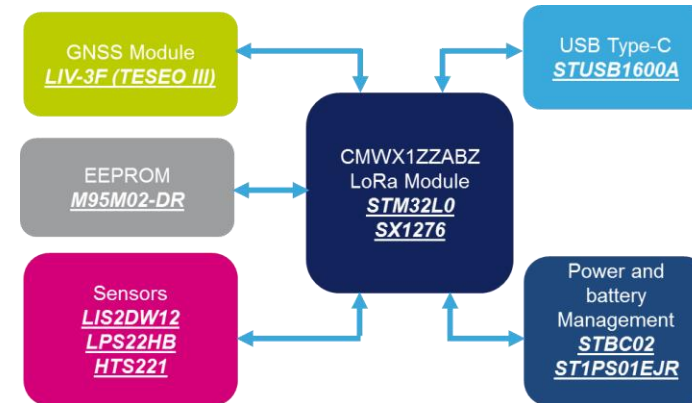 GNSS Module
LIV-3F (TESEO III)
USB Type-C
STUSB1600A
EEPROM
M95M02-DR
CMWX1ZZABZ
LoRa Module
STM32L0
SX1276
Sensors
LIS2DW12
LPS22HB
HTS221
Power and
battery
Management
STBC02
ST1PS01EJR